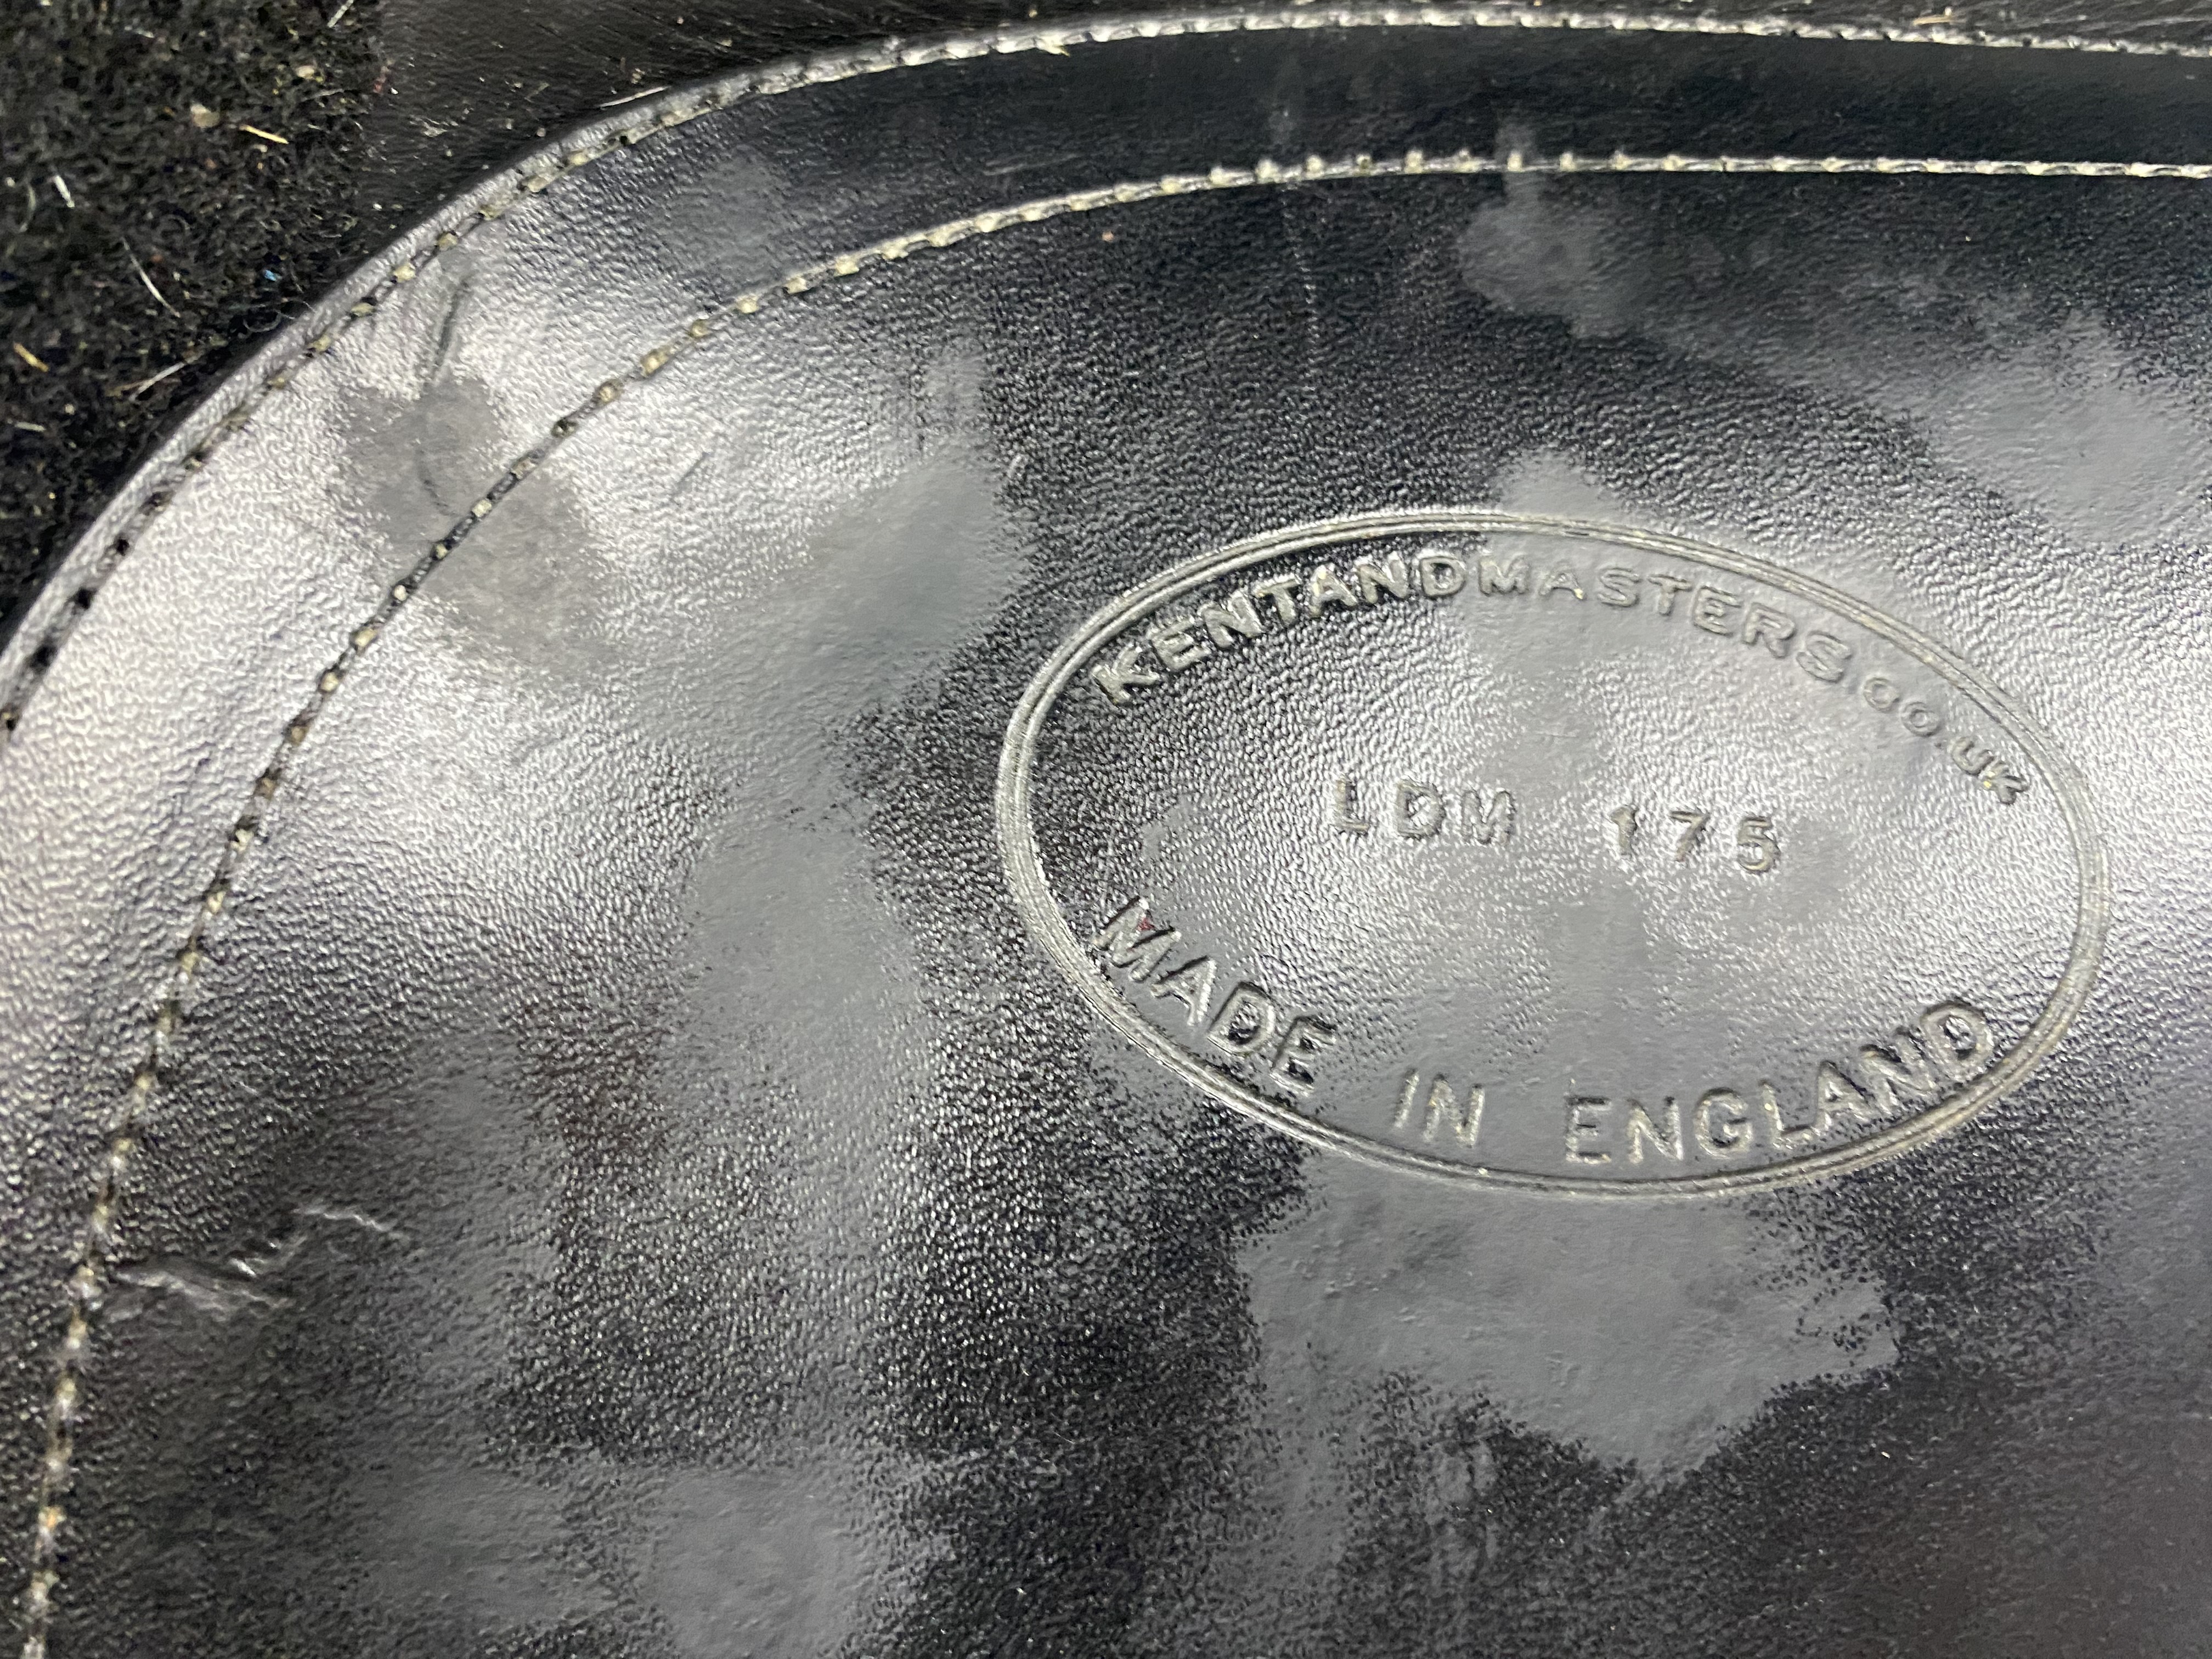 KENTANDMASTERS.CO.UK
LDM 175
MADE IN ENGLAND